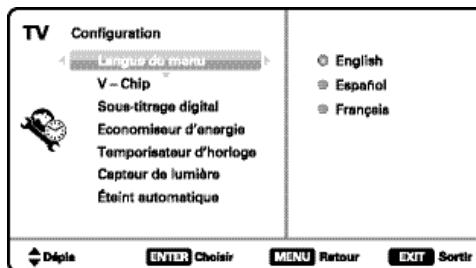 TV Configuration
Langue du menu
V – Chip
Sous-titrage digital
Economiseur d'energie
Temporisateur d'horloge
Capteur de lumière
Éteint automatique
English
Español
Français
Déple ENTER Choisir MENU Retour EXIT Sortir